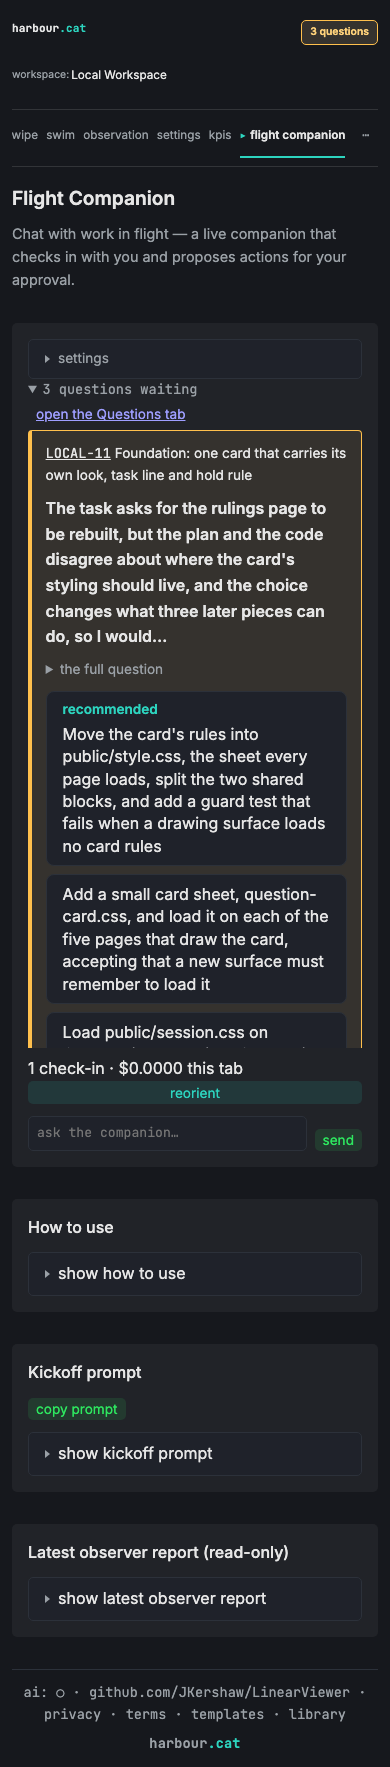 harbour.cat
3 questions
workspace: Local Workspace
wipe swim observation settings kpis ▸ flight companion ⋯
Flight Companion
Chat with work in flight — a live companion that
checks in with you and proposes actions for your
approval.
▸ settings
▼ 3 questions waiting
open the Questions tab
LOCAL-11 Foundation: one card that carries its
own look, task line and hold rule
The task asks for the rulings page to
be rebuilt, but the plan and the code
disagree about where the card's
styling should live, and the choice
changes what three later pieces can
do, so I would…
▶ the full question
recommended
Move the card's rules into
public/style.css, the sheet every
page loads, split the two shared
blocks, and add a guard test that
fails when a drawing surface loads
no card rules
Add a small card sheet, question-
card.css, and load it on each of the
five pages that draw the card,
accepting that a new surface must
remember to load it
Load public/session.css on
1 check-in · $0.0000 this tab
reorient
ask the companion…
send
How to use
▸ show how to use
Kickoff prompt
copy prompt
▸ show kickoff prompt
Latest observer report (read-only)
▸ show latest observer report
ai: ○ · github.com/JKershaw/LinearViewer ·
privacy · terms · templates · library
harbour.cat